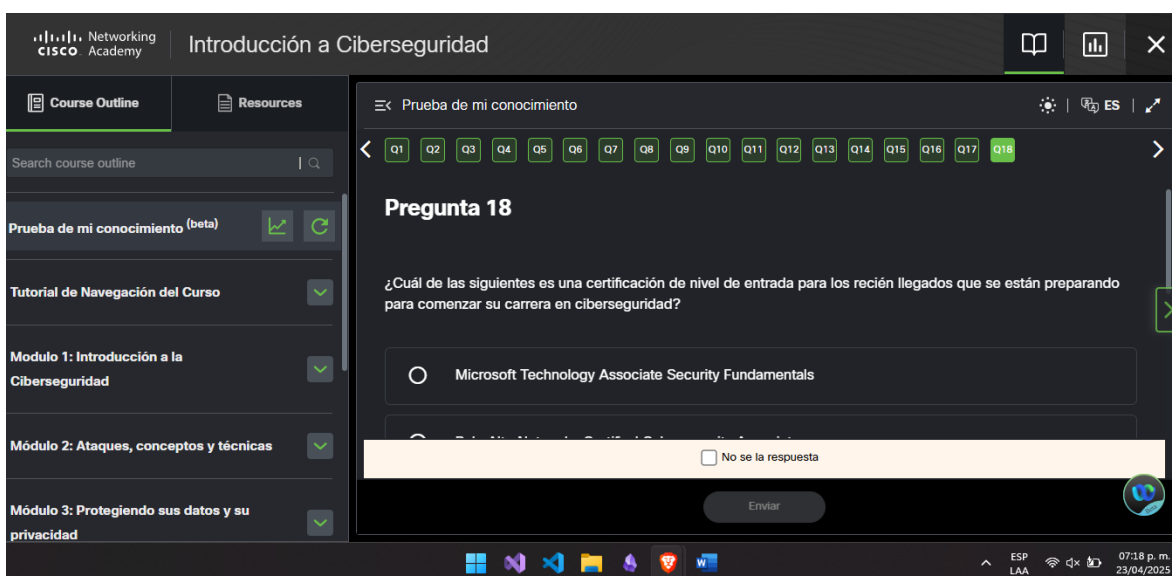 Networking
CISCO Academy
Introducción a Ciberseguridad
Course Outline
Resources
Prueba de mi conocimiento
ES
Search course outline
Q1 Q2 Q3 Q4 Q5 Q6 Q7 Q8 Q9 Q10 Q11 Q12 Q13 Q14 Q15 Q16 Q17 Q18
Prueba de mi conocimiento (beta)
Tutorial de Navegación del Curso
Modulo 1: Introducción a la
Ciberseguridad
Módulo 2: Ataques, conceptos y técnicas
Módulo 3: Protegiendo sus datos y su
privacidad
Pregunta 18
¿Cuál de las siguientes es una certificación de nivel de entrada para los recién llegados que se están preparando
para comenzar su carrera en ciberseguridad?
Microsoft Technology Associate Security Fundamentals
No se la respuesta
Enviar
ESP
LAA
07:18 p. m.
23/04/2025